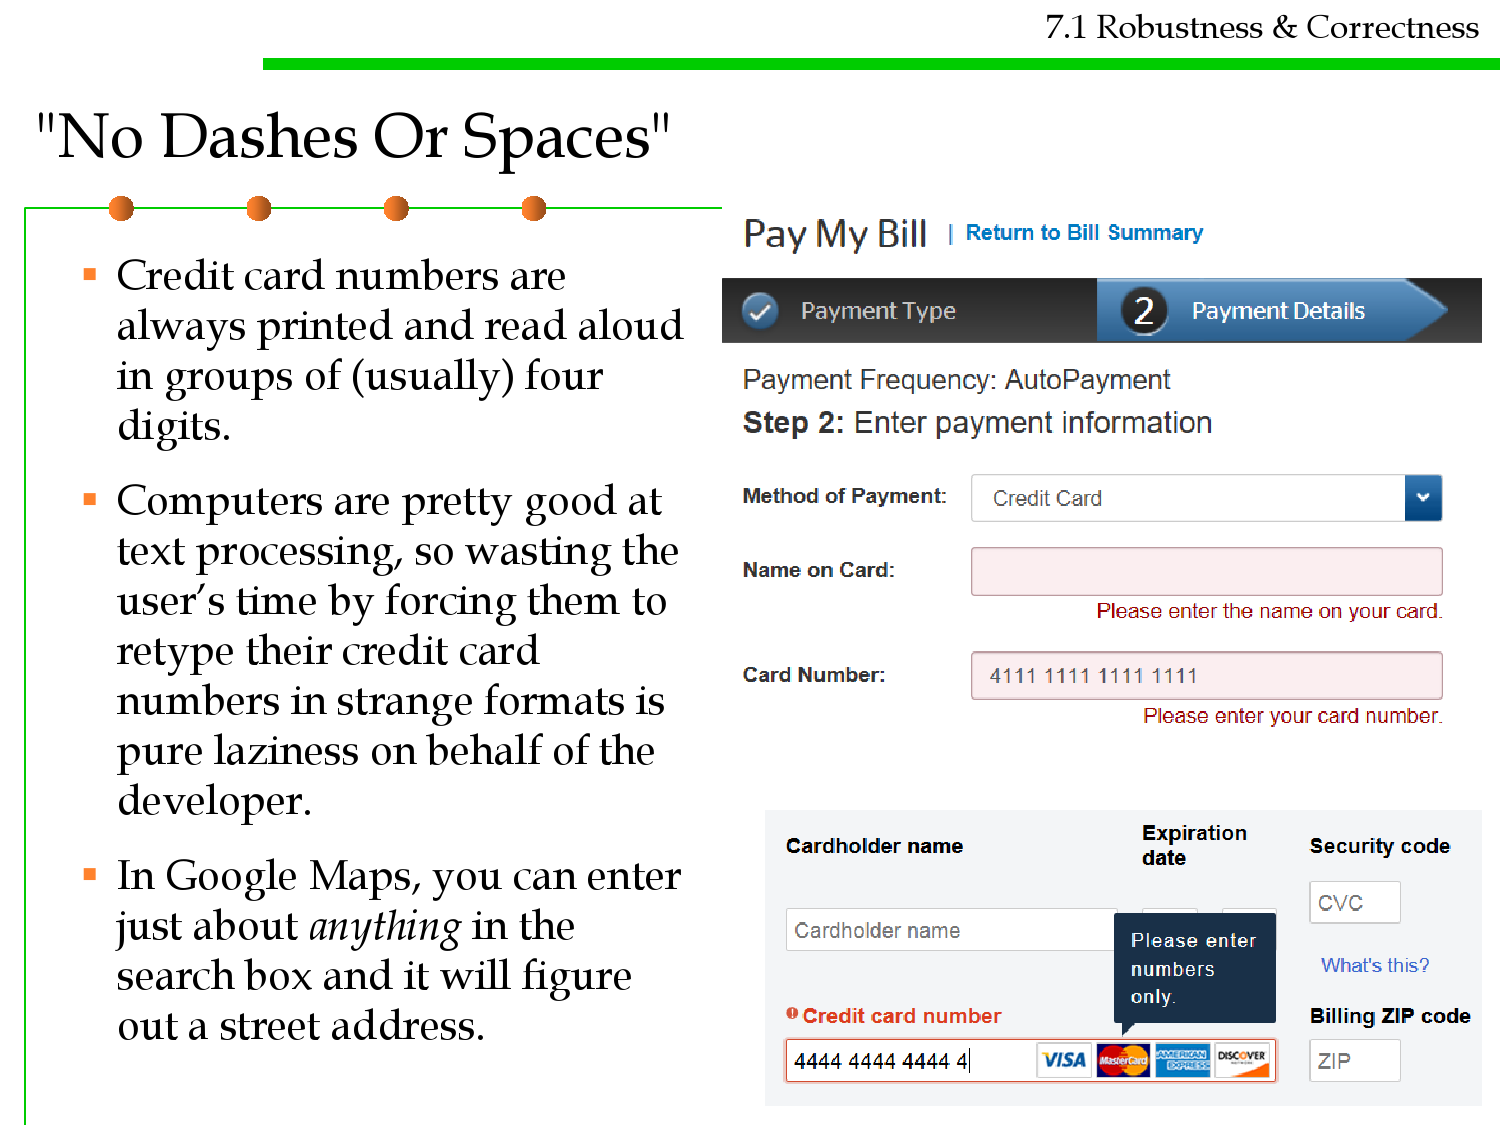 7.1 Robustness & Correctness
"No Dashes Or Spaces"
Credit card numbers are
always printed and read aloud
in groups of (usually) four
digits.
Computers are pretty good at
text processing, so wasting the
user’s time by forcing them to
retype their credit card
numbers in strange formats is
pure laziness on behalf of the
developer.
In Google Maps, you can enter
just about anything in the
search box and it will figure
out a street address.
Pay My Bill | Return to Bill Summary
Payment Type 2 Payment Details
Payment Frequency: AutoPayment
Step 2: Enter payment information
Method of Payment: Credit Card
Name on Card:
Please enter the name on your card.
Card Number: 4111 1111 1111 1111
Please enter your card number.
Cardholder name
Expiration
date
Security code
Cardholder name
CVC
Please enter
numbers
only.
What's this?
Credit card number
Billing ZIP code
4444 4444 4444 4
VISA MasterCard AMERICAN EXPRESS DISCOVER
ZIP